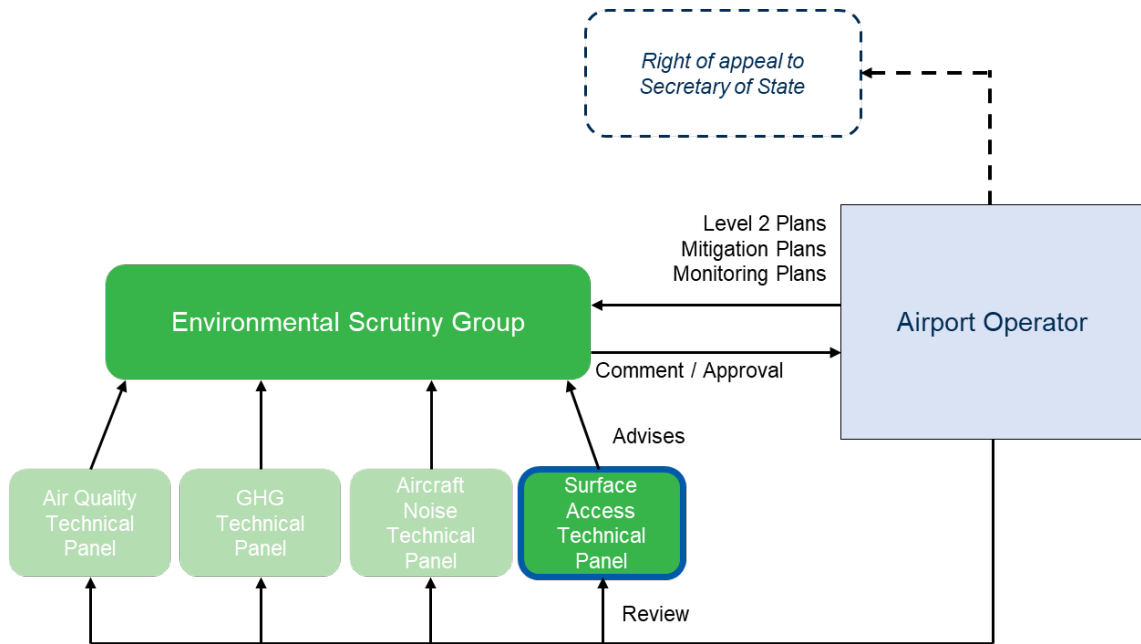 Right of appeal to
Secretary of State
Level 2 Plans
Mitigation Plans
Monitoring Plans
Environmental Scrutiny Group
Airport Operator
Comment / Approval
Advises
Air Quality
Technical
Panel
GHG
Technical
Panel
Aircraft
Noise
Technical
Panel
Surface
Access
Technical
Panel
Review